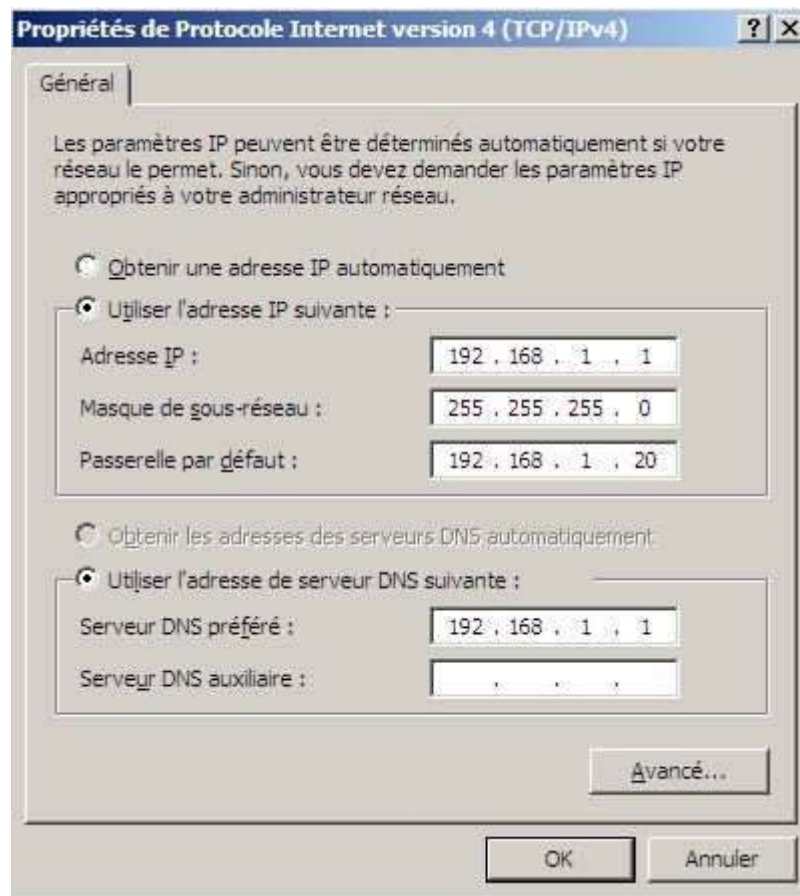 Propriétés de Protocole Internet version 4 (TCP/IPv4)
Général
Les paramètres IP peuvent être déterminés automatiquement si votre
réseau le permet. Sinon, vous devez demander les paramètres IP
appropriés à votre administrateur réseau.
Obtenir une adresse IP automatiquement
Utiliser l'adresse IP suivante :
Adresse IP : 192 . 168 . 1 . 1
Masque de sous-réseau : 255 . 255 . 255 . 0
Passerelle par défaut : 192 . 168 . 1 . 20
Obtenir les adresses des serveurs DNS automatiquement
Utiliser l'adresse de serveur DNS suivante :
Serveur DNS préféré : 192 . 168 . 1 . 1
Serveur DNS auxiliaire : . . .
Avancé...
OK Annuler